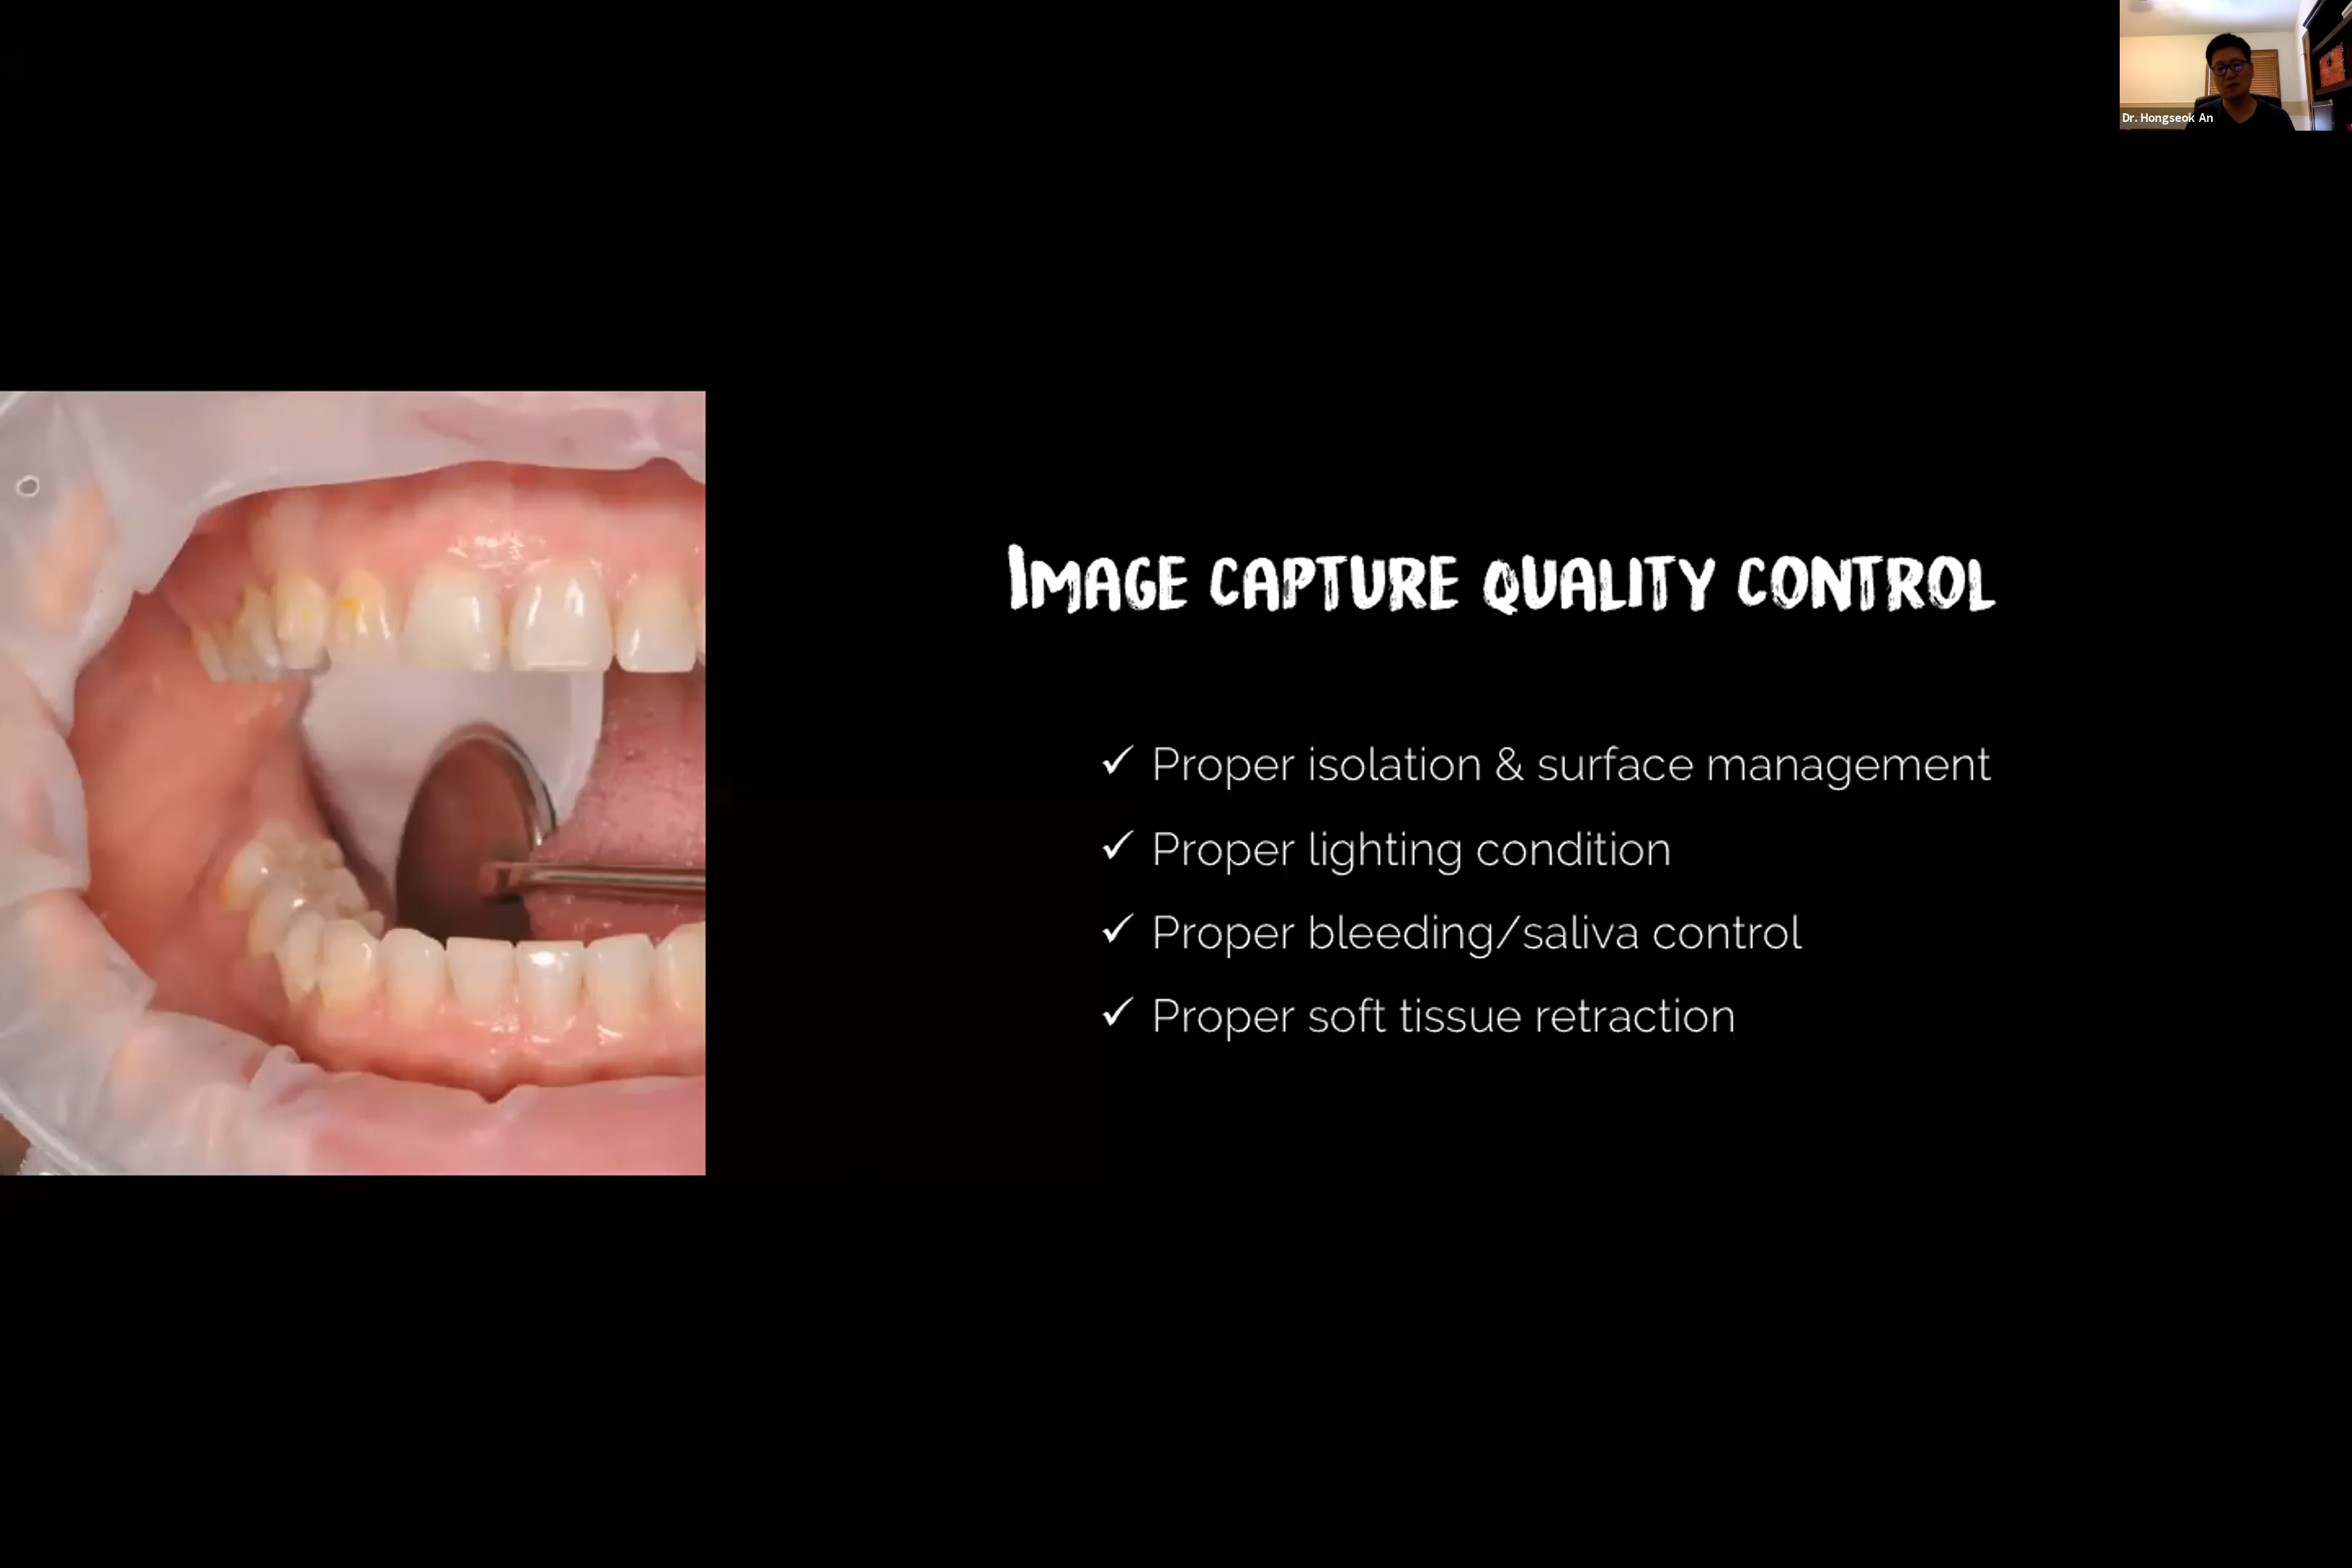 Dr. Hongseok An
Image capture quality control
✓ Proper isolation & surface management
✓ Proper lighting condition
✓ Proper bleeding/saliva control
✓ Proper soft tissue retraction